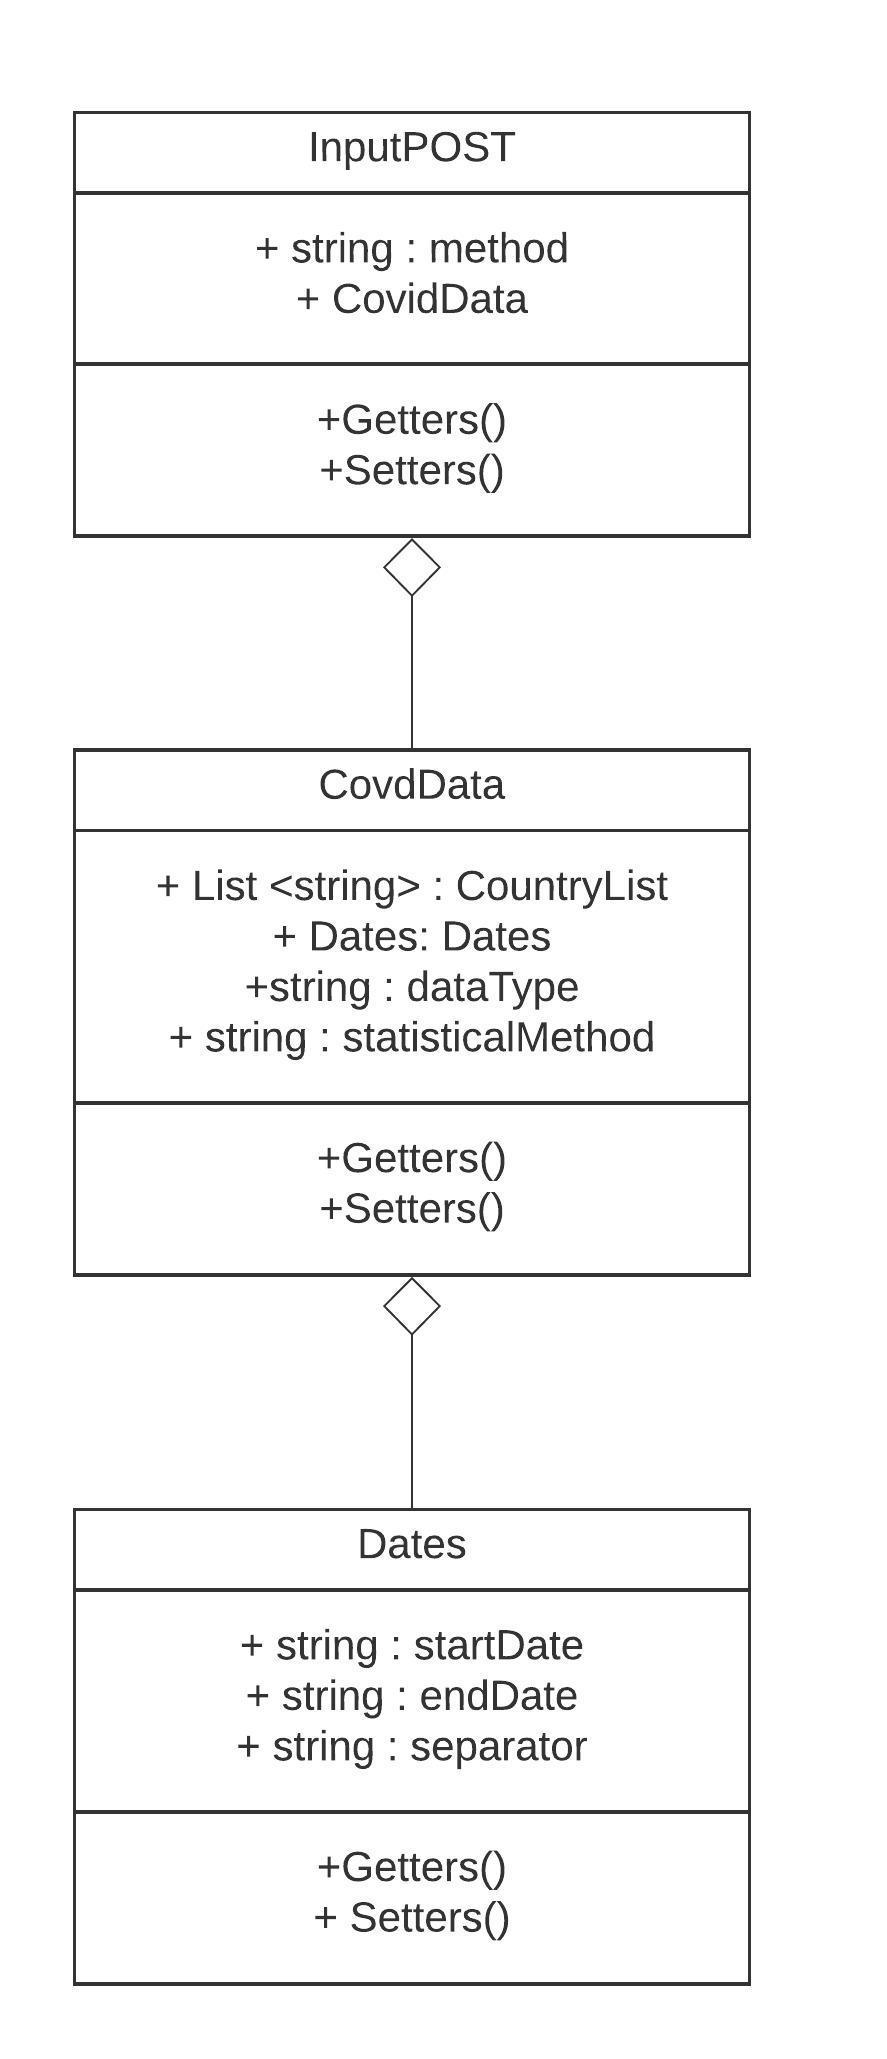 InputPOST
+ string : method
+ CovidData
+Getters()
+Setters()
CovdData
+ List <string> : CountryList
+ Dates: Dates
+string : dataType
+ string : statisticalMethod
+Getters()
+Setters()
Dates
+ string : startDate
+ string : endDate
+ string : separator
+Getters()
+ Setters()